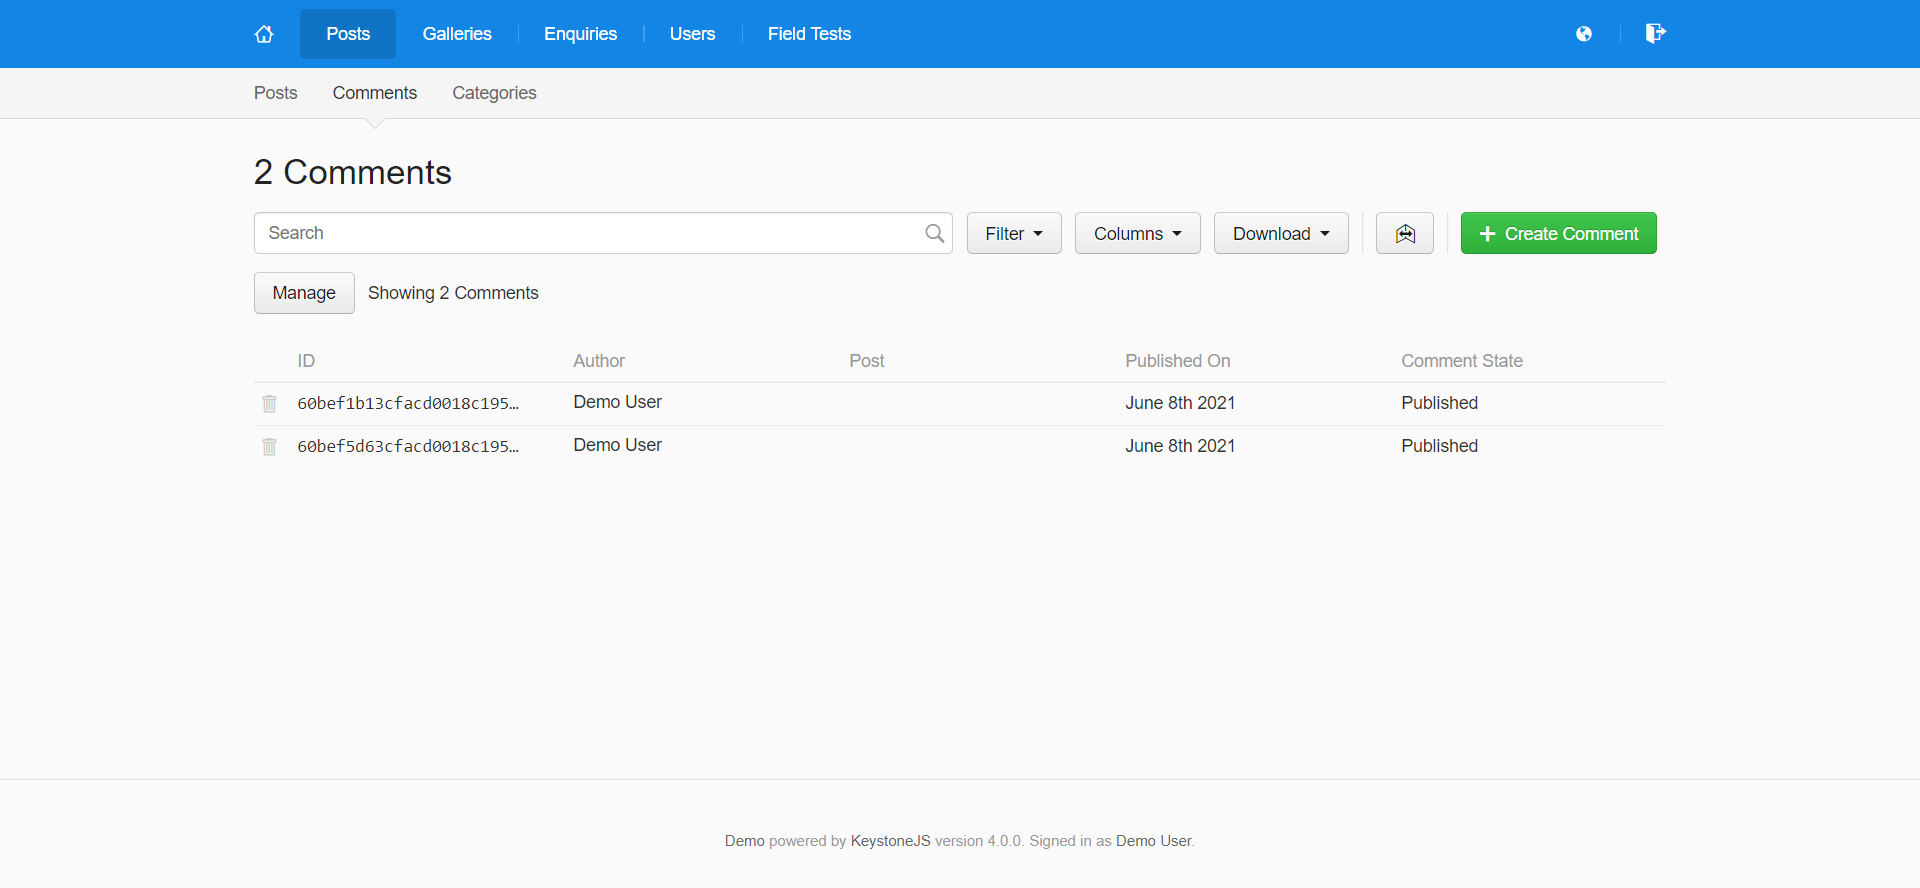 Posts Galleries Enquiries Users Field Tests
Posts Comments Categories
2 Comments
Search Filter Columns Download Create Comment
Manage Showing 2 Comments
ID Author Post Published On Comment State
60bef1b13cfacd0018c195... Demo User June 8th 2021 Published
60bef5d63cfacd0018c195... Demo User June 8th 2021 Published
Demo powered by KeystoneJS version 4.0.0. Signed in as Demo User.